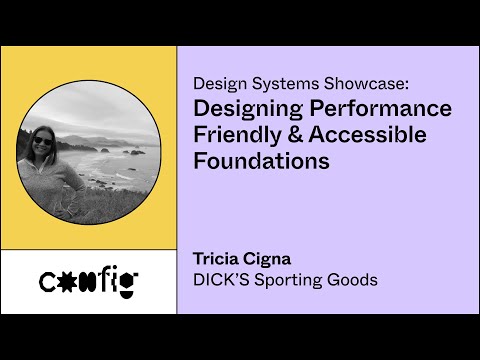 Design Systems Showcase:
Designing Performance
Friendly & Accessible
Foundations
Tricia Cigna
DICK'S Sporting Goods
config